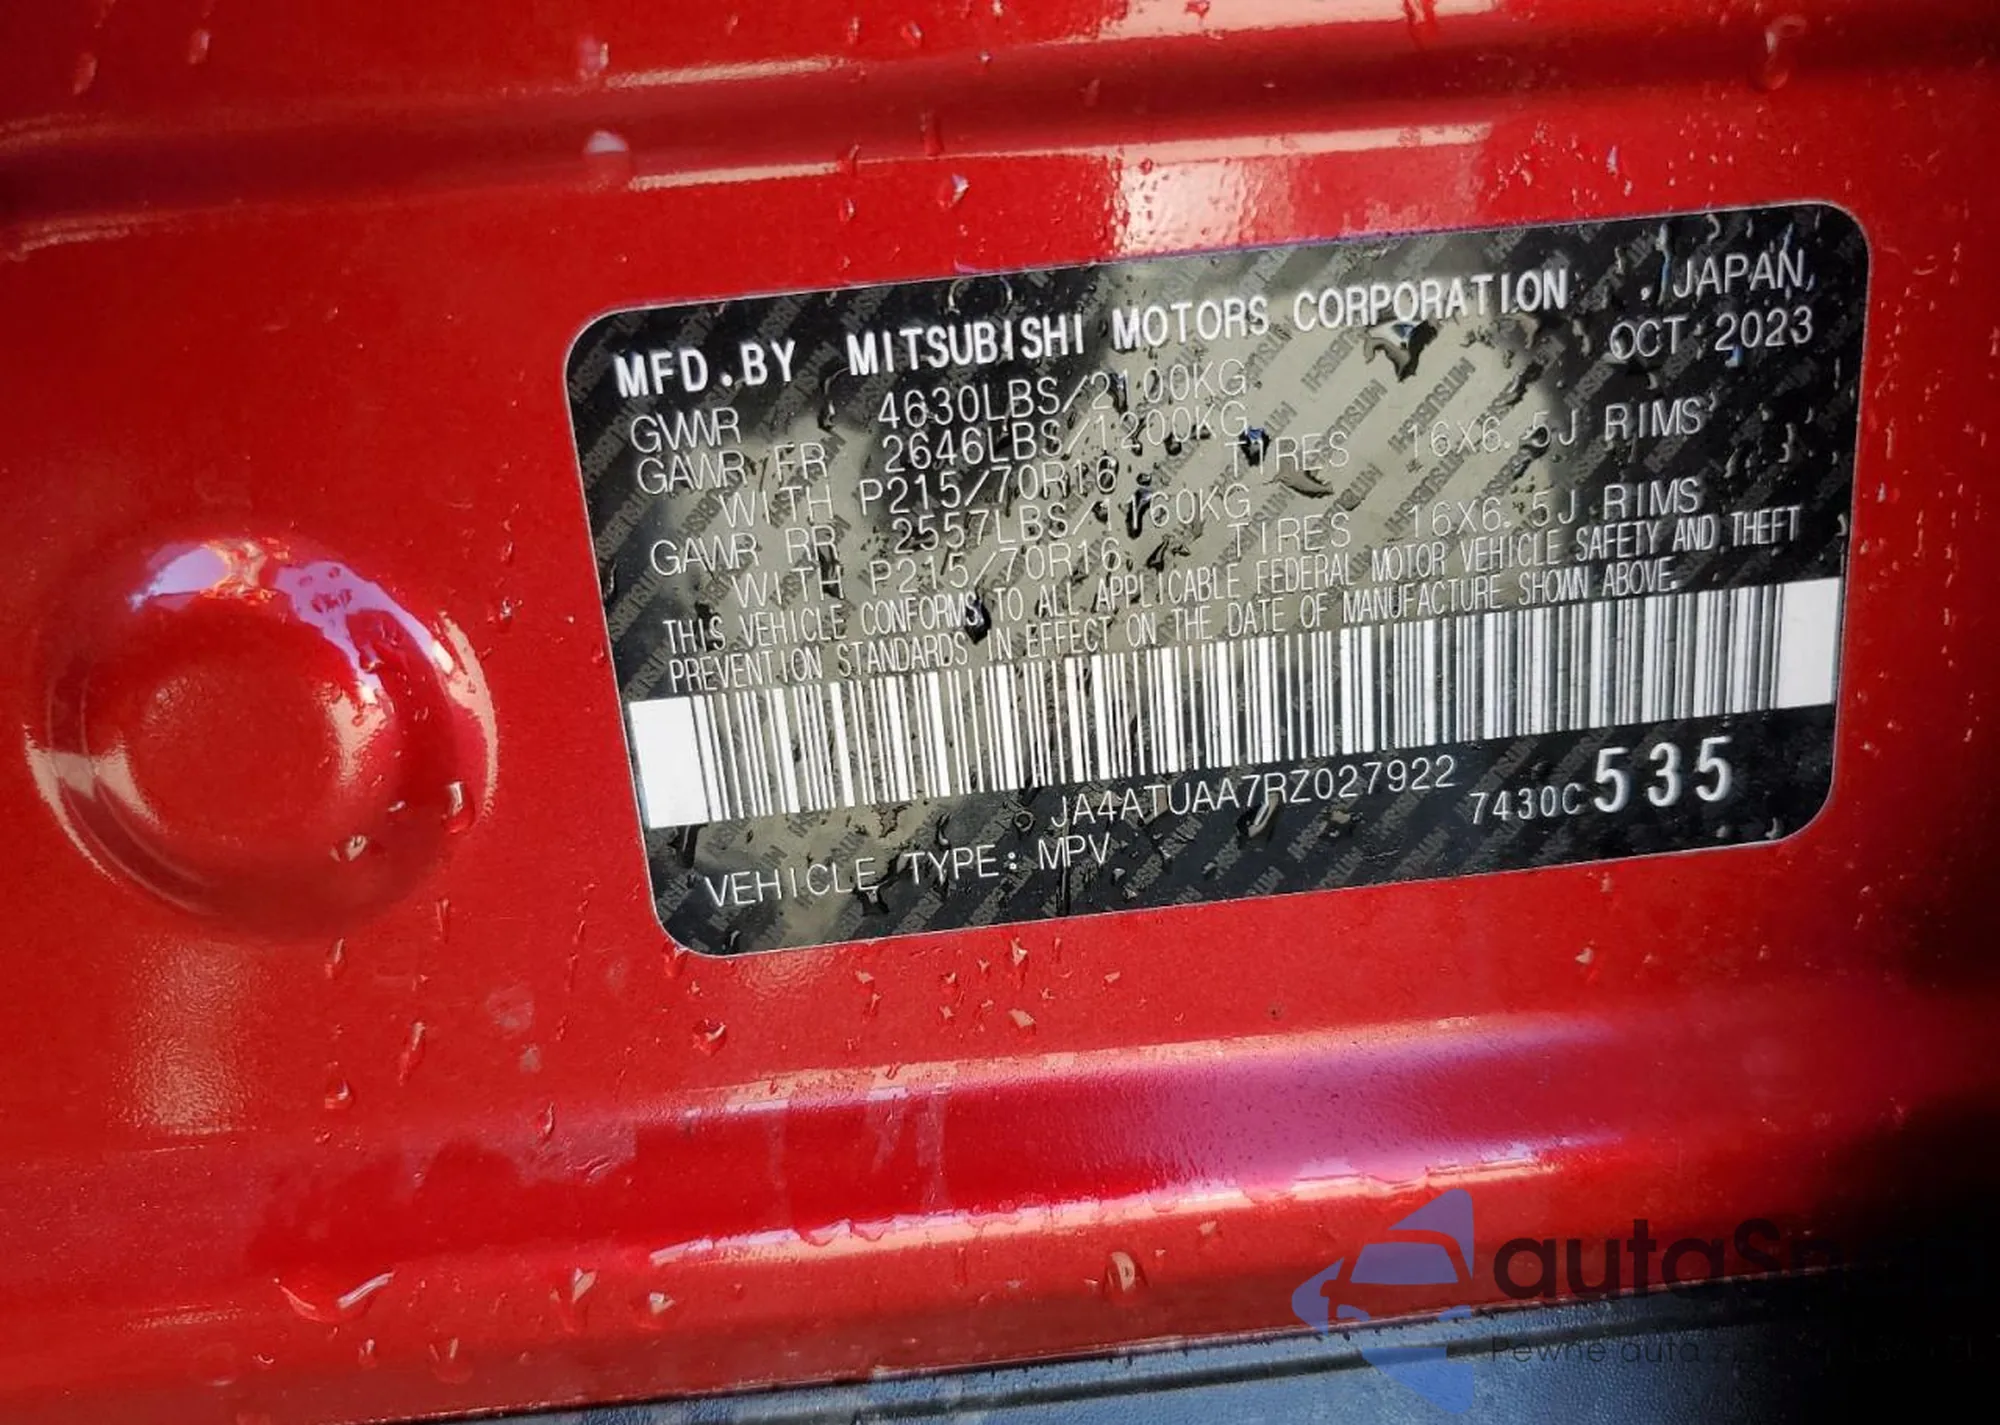 MFD.BY MITSUBISHI MOTORS CORPORATION JAPAN
OCT 2023
GVWR 4630LBS/2100KG
GAWR FR 2646LBS/1200KG
WITH P215/70R16 TIRES 16X6.5J RIMS
GAWR RR 2557LBS/1160KG
WITH P215/70R16 TIRES 16X6.5J RIMS
THIS VEHICLE CONFORMS TO ALL APPLICABLE FEDERAL MOTOR VEHICLE SAFETY AND THEFT
PREVENTION STANDARDS IN EFFECT ON THE DATE OF MANUFACTURE SHOWN ABOVE.
JA4ATUAA7RZ027922 7430C 535
VEHICLE TYPE: MPV
Pewne auta